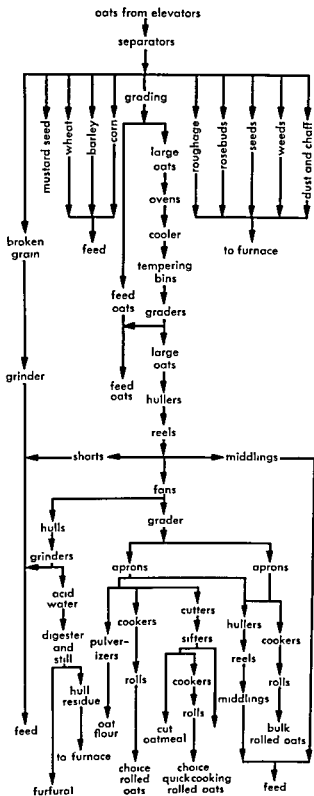 oats from elevators
separators
grading
mustard seed
wheat
barley
corn
roughage
rosebuds
seeds
weeds
dust and chaff
large
oats
ovens
cooler
tempering
bins
graders
broken
grain
feed
to furnace
feed
oats
large
oats
feed
oats
grinder
hullers
reels
shorts
middlings
fans
hulls
grader
grinders
aprons
aprons
acid
water
digester
and
still
hull
residue
to furnace
furfural
feed
pulver-
izers
oat
flour
cookers
rolls
choice
rolled
oats
cutters
sifters
cut
oatmeal
cookers
rolls
choice
quickcooking
rolled oats
hullers
reels
middlings
cookers
rolls
bulk
rolled oats
feed